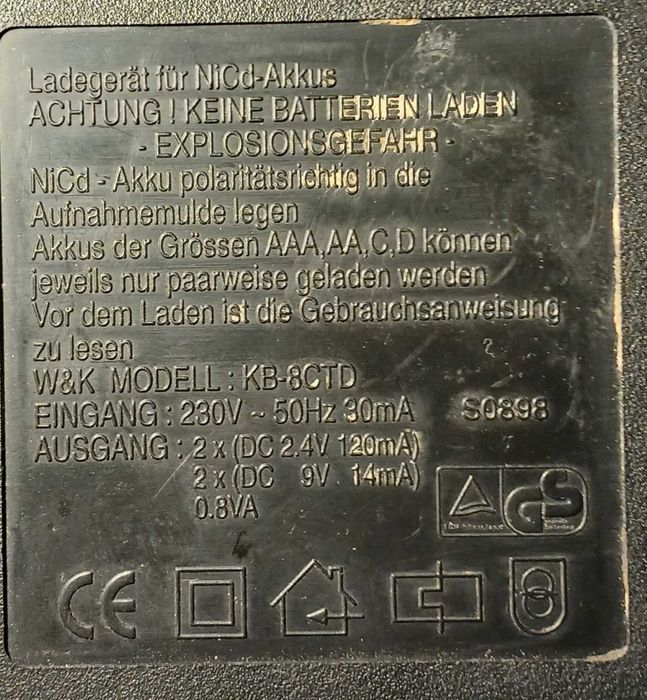 Ladegerät für NiCd-Akkus
ACHTUNG ! KEINE BATTERIEN LADEN
- EXPLOSIONSGEFAHR -
NiCd - Akku polaritätsrichtig in die
Aufnahmemulde legen
Akkus der Grössen AAA,AA,C,D können
jeweils nur paarweise geladen werden
Vor dem Laden ist die Gebrauchsanweisung
zu lesen
W&K MODELL : KB-8CTD
EINGANG : 230V ~ 50Hz 30mA S0898
AUSGANG : 2 x (DC 2.4V 120mA)
2 x (DC 9V 14mA)
0.8VA
GS
CE